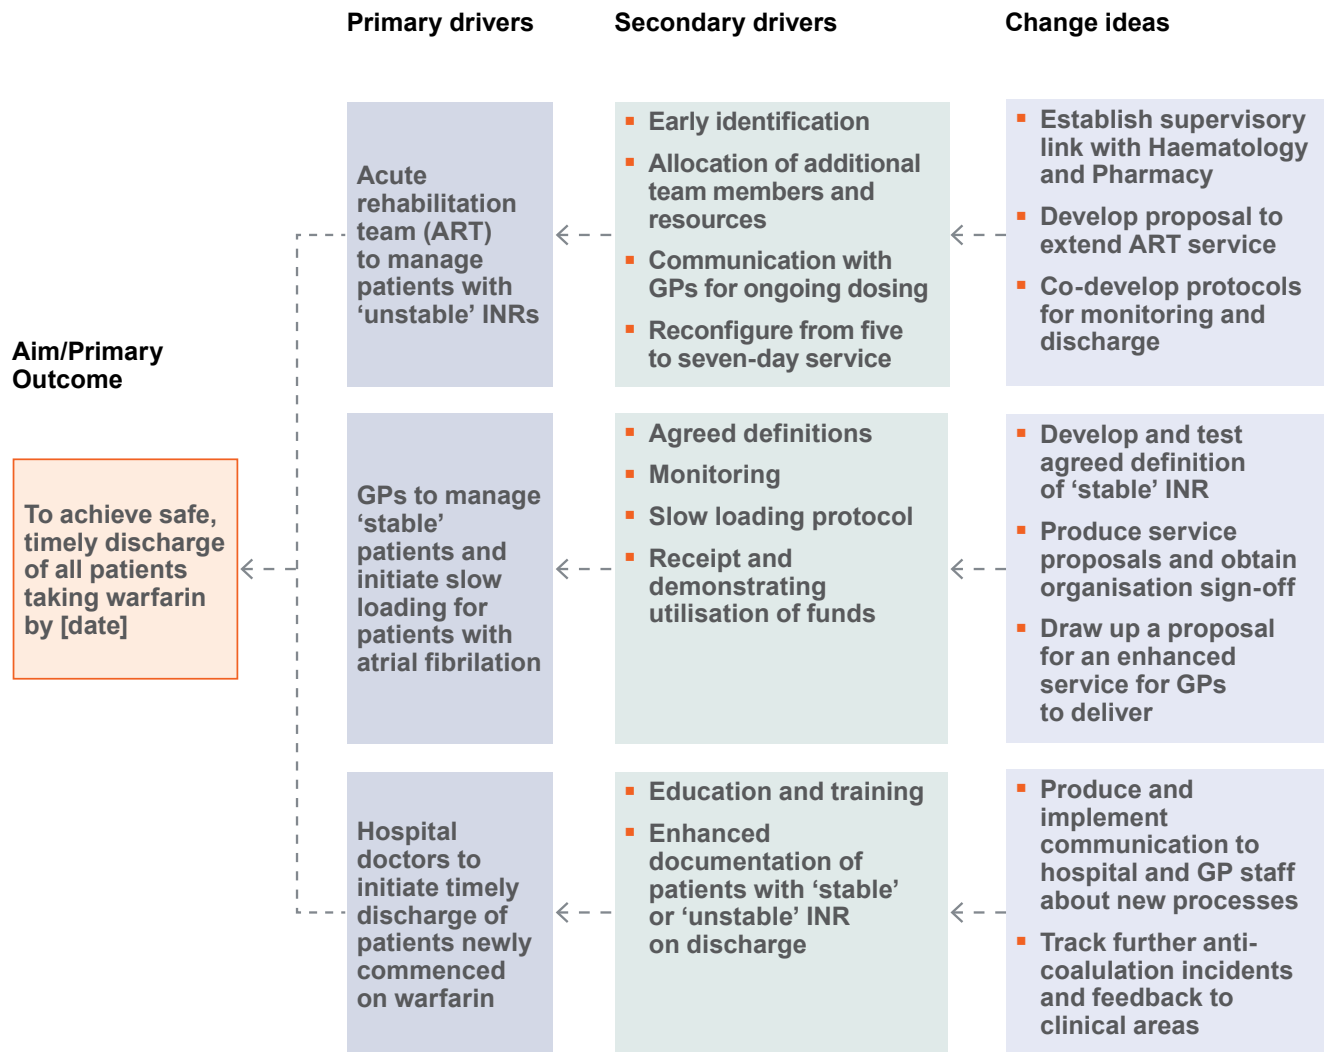 Primary drivers
Secondary drivers
Change ideas
Aim/Primary
Outcome
To achieve safe,
timely discharge
of all patients
taking warfarin
by [date]
Acute
rehabilitation
team (ART)
to manage
patients with
‘unstable’ INRs
▪ Early identification
▪ Allocation of additional
team members and
resources
▪ Communication with
GPs for ongoing dosing
▪ Reconfigure from five
to seven-day service
▪ Establish supervisory
link with Haematology
and Pharmacy
▪ Develop proposal to
extend ART service
▪ Co-develop protocols
for monitoring and
discharge
GPs to manage
‘stable’
patients and
initiate slow
loading for
patients with
atrial fibrilation
▪ Agreed definitions
▪ Monitoring
▪ Slow loading protocol
▪ Receipt and
demonstrating
utilisation of funds
▪ Develop and test
agreed definition
of ‘stable’ INR
▪ Produce service
proposals and obtain
organisation sign-off
▪ Draw up a proposal
for an enhanced
service for GPs
to deliver
Hospital
doctors to
initiate timely
discharge of
patients newly
commenced
on warfarin
▪ Education and training
▪ Enhanced
documentation of
patients with ‘stable’
or ‘unstable’ INR
on discharge
▪ Produce and
implement
communication to
hospital and GP staff
about new processes
▪ Track further anti-
coalulation incidents
and feedback to
clinical areas